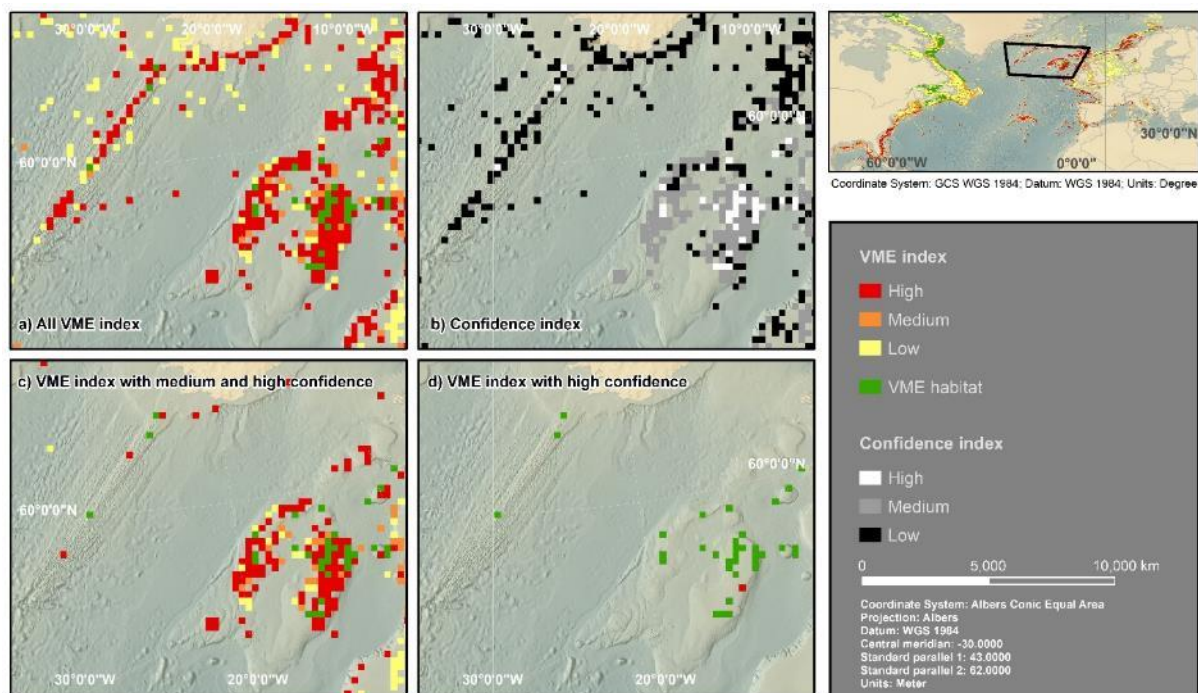 30°0'0"W 20°0'0"W 10°0'0"W
60°0'0"N
a) All VME index
20°0'0"W 10°0'0"W
60°0'0"N
b) Confidence index
30°0'0"N
60°0'0"W 0°0'0"
Coordinate System: GCS WGS 1984; Datum: WGS 1984; Units: Degree
c) VME index with medium and high confidence
60°0'0"N
30°0'0"W 20°0'0"W
d) VME index with high confidence
60°0'0"N
30°0'0"W 20°0'0"W
VME index
High
Medium
Low
VME habitat
Confidence index
High
Medium
Low
0 5,000 10,000 km
Coordinate System: Albers Conic Equal Area
Projection: Albers
Datum: WGS 1984
Central meridian: -30.0000
Standard parallel 1: 43.0000
Standard parallel 2: 62.0000
Units: Meter